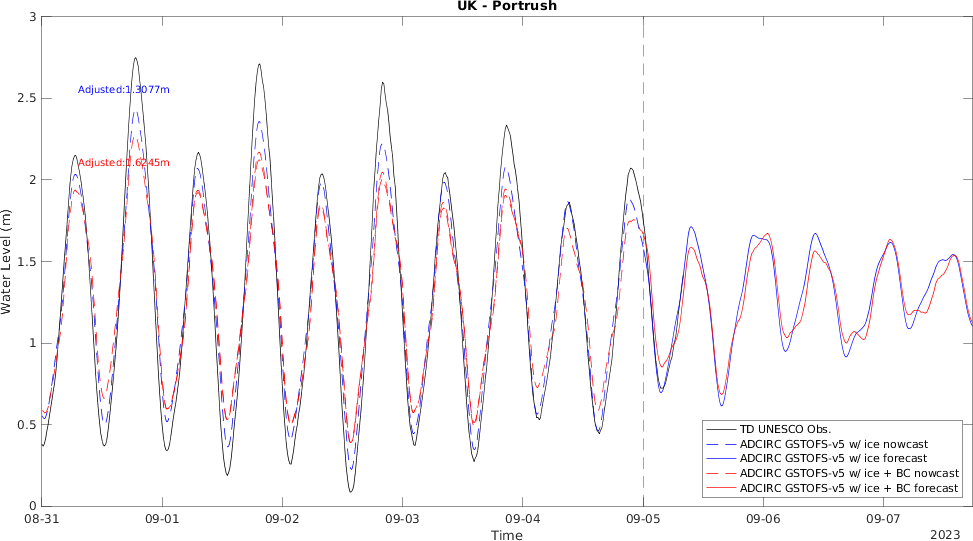 UK - Portrush
3
2.5
2
1.5
1
0.5
0
Water Level (m)
Adjusted:1.3077m
Adjusted:1.6245m
TD UNESCO Obs.
ADCIRC GSTOFS-v5 w/ ice nowcast
ADCIRC GSTOFS-v5 w/ ice forecast
ADCIRC GSTOFS-v5 w/ ice + BC nowcast
ADCIRC GSTOFS-v5 w/ ice + BC forecast
08-31 09-01 09-02 09-03 09-04 09-05 09-06 09-07
Time
2023